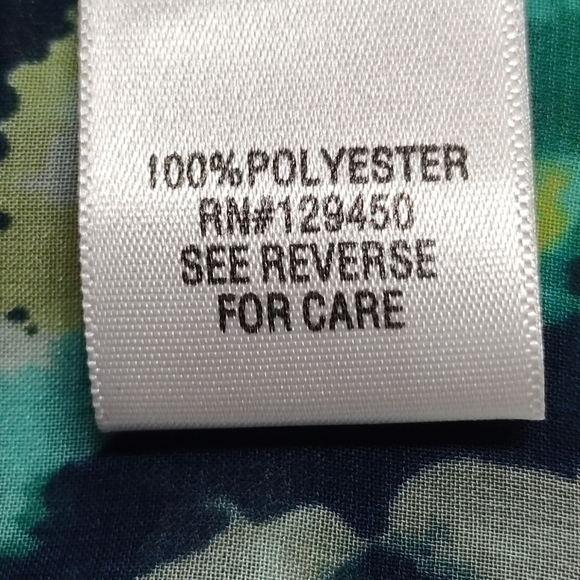 100%POLYESTER
RN#129450
SEE REVERSE
FOR CARE